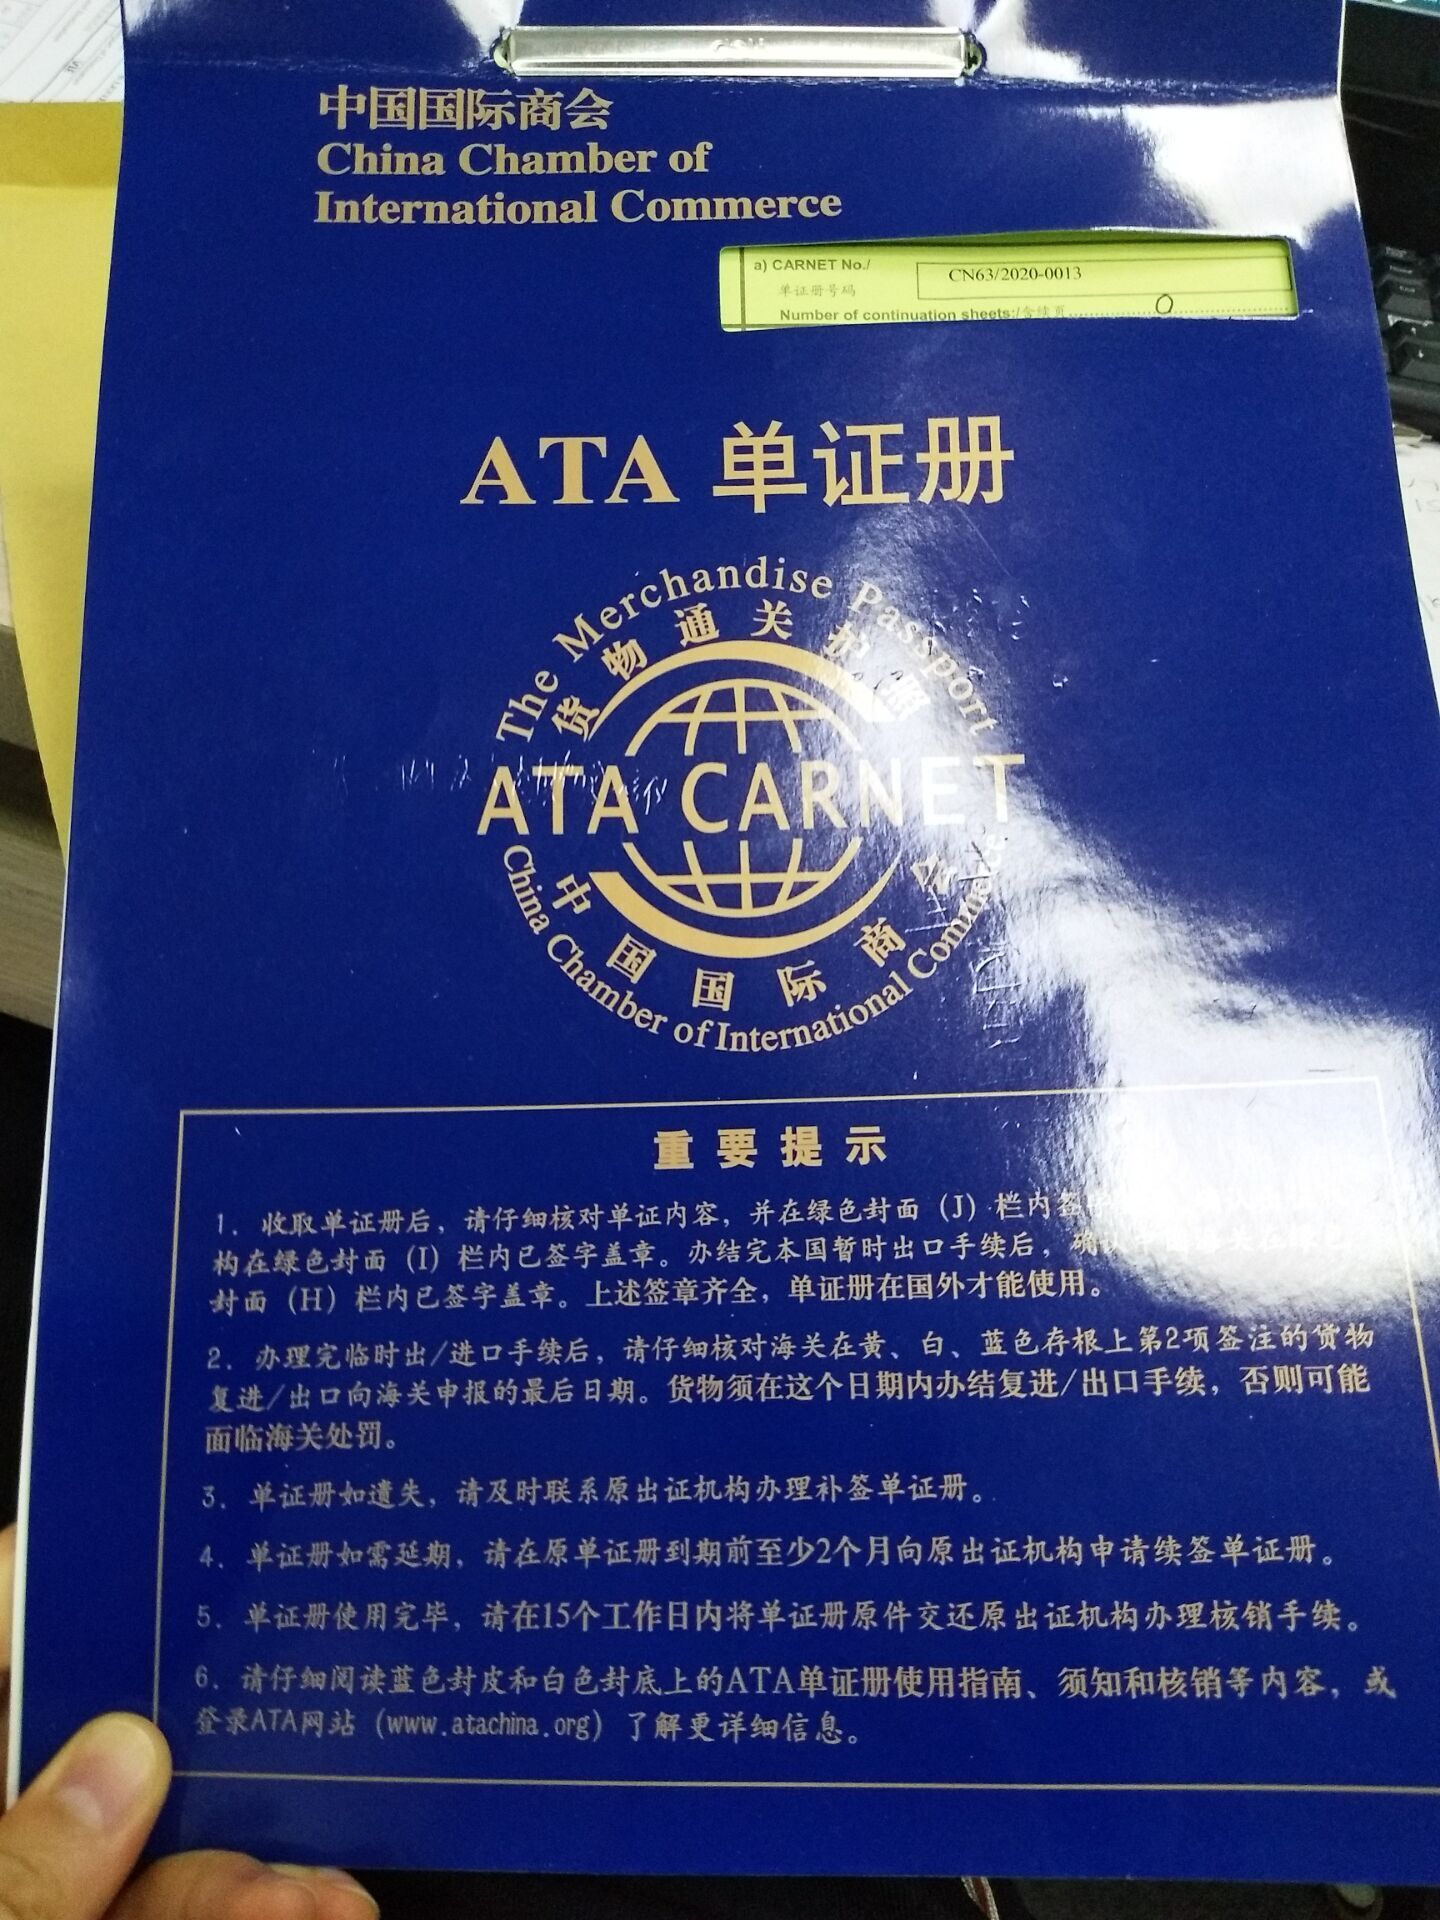 中国国际商会
China Chamber of
International Commerce
a) CARNET No./
单证册号码
CN63/2020-0013
Number of continuation sheets:/含续页 0
ATA 单证册
The Merchandise Passport
货物通关护照
ATA CARNET
中国国际商会
China Chamber of International Commerce
重要提示
1. 收取单证册后，请仔细核对单证内容，并在绿色封面（J）栏内签字
构在绿色封面（I）栏内已签字盖章。办结完本国暂时出口手续后，确认
封面（H）栏内已签字盖章。上述签章齐全，单证册在国外才能使用。
2. 办理完临时出/进口手续后，请仔细核对海关在黄、白、蓝色存根上第2项签注的货物
复进/出口向海关申报的最后日期。货物须在这个日期内办结复进/出口手续，否则可能
面临海关处罚。
3. 单证册如遗失，请及时联系原出证机构办理补签单证册。
4. 单证册如需延期，请在原单证册到期前至少2个月向原出证机构申请续签单证册。
5. 单证册使用完毕，请在15个工作日内将单证册原件交还原出证机构办理核销手续。
6. 请仔细阅读蓝色封皮和白色封底上的ATA单证册使用指南、须知和核销等内容，或
登录ATA网站（www.atachina.org）了解更详细信息。